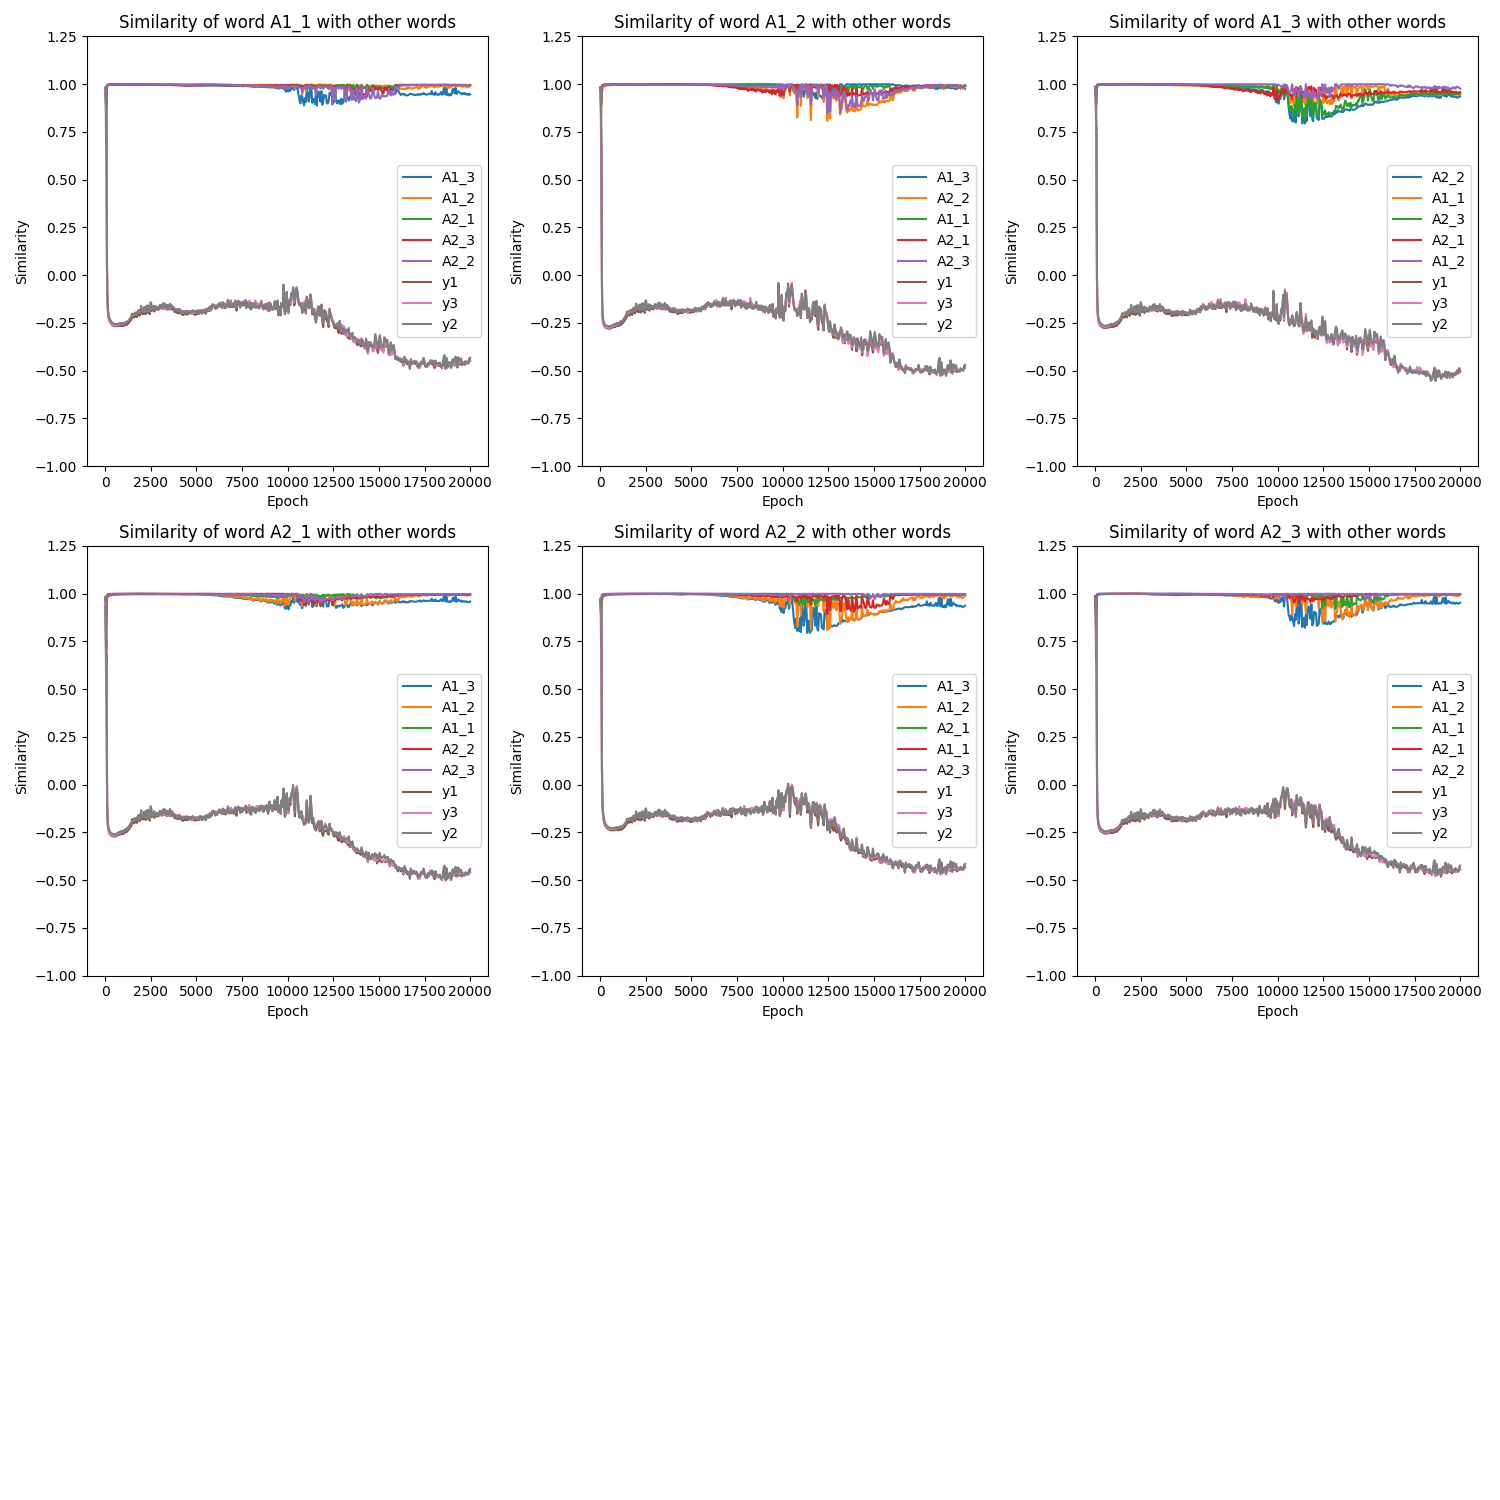 Similarity of word A1_1 with other words
1.25
1.00
0.75
0.50
0.25
0.00
−0.25
−0.50
−0.75
−1.00
Similarity
A1_3
A1_2
A2_1
A2_3
A2_2
y1
y3
y2
0 2500 5000 7500 10000 12500 15000 17500 20000
Epoch
Similarity of word A1_2 with other words
1.25
1.00
0.75
0.50
0.25
0.00
−0.25
−0.50
−0.75
−1.00
Similarity
A1_3
A2_2
A1_1
A2_1
A2_3
y1
y3
y2
0 2500 5000 7500 10000 12500 15000 17500 20000
Epoch
Similarity of word A1_3 with other words
1.25
1.00
0.75
0.50
0.25
0.00
−0.25
−0.50
−0.75
−1.00
Similarity
A2_2
A1_1
A2_3
A2_1
A1_2
y1
y3
y2
0 2500 5000 7500 10000 12500 15000 17500 20000
Epoch
Similarity of word A2_1 with other words
1.25
1.00
0.75
0.50
0.25
0.00
−0.25
−0.50
−0.75
−1.00
Similarity
A1_3
A1_2
A1_1
A2_2
A2_3
y1
y3
y2
0 2500 5000 7500 10000 12500 15000 17500 20000
Epoch
Similarity of word A2_2 with other words
1.25
1.00
0.75
0.50
0.25
0.00
−0.25
−0.50
−0.75
−1.00
Similarity
A1_3
A1_2
A2_1
A1_1
A2_3
y1
y3
y2
0 2500 5000 7500 10000 12500 15000 17500 20000
Epoch
Similarity of word A2_3 with other words
1.25
1.00
0.75
0.50
0.25
0.00
−0.25
−0.50
−0.75
−1.00
Similarity
A1_3
A1_2
A1_1
A2_1
A2_2
y1
y3
y2
0 2500 5000 7500 10000 12500 15000 17500 20000
Epoch